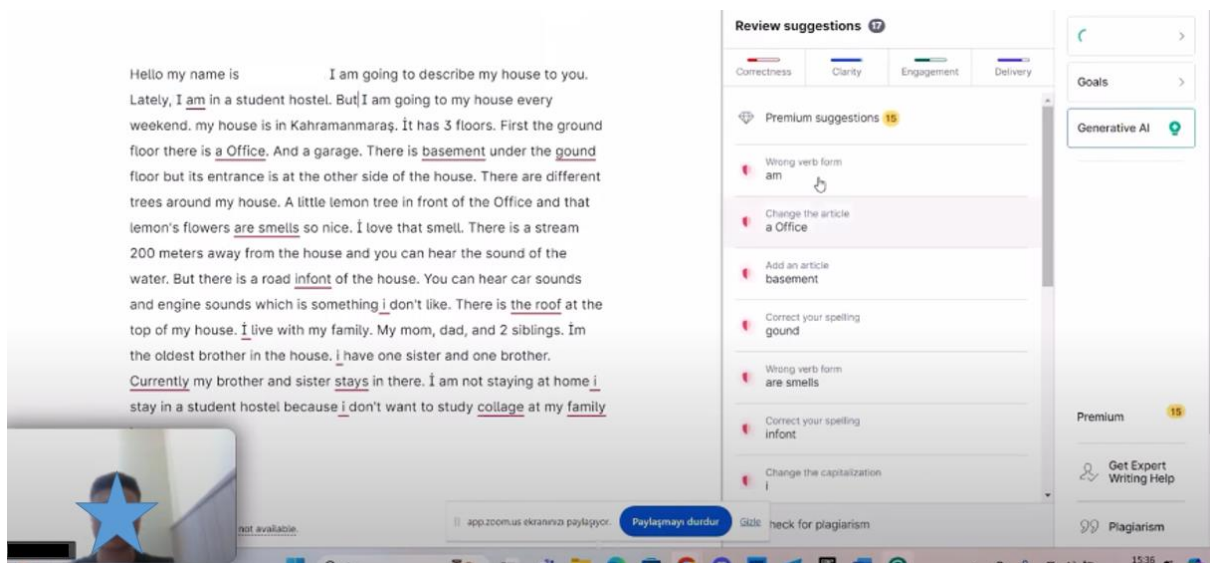 Hello my name is I am going to describe my house to you.
Lately, I am in a student hostel. But I am going to my house every
weekend. my house is in Kahramanmaraş. İt has 3 floors. First the ground
floor there is a Office. And a garage. There is basement under the gound
floor but its entrance is at the other side of the house. There are different
trees around my house. A little lemon tree in front of the Office and that
lemon's flowers are smells so nice. İ love that smell. There is a stream
200 meters away from the house and you can hear the sound of the
water. But there is a road infont of the house. You can hear car sounds
and engine sounds which is something i don't like. There is the roof at the
top of my house. İ live with my family. My mom, dad, and 2 siblings. İm
the oldest brother in the house. i have one sister and one brother.
Currently my brother and sister stays in there. İ am not staying at home i
stay in a student hostel because i don't want to study collage at my family
not available.
Review suggestions 17
Correctness Clarity Engagement Delivery
Premium suggestions 15
Wrong verb form
am
Change the article
a Office
Add an article
basement
Correct your spelling
gound
Wrong verb form
are smells
Correct your spelling
infont
Change the capitalization
i
heck for plagiarism
Goals
Generative AI
Premium 15
Get Expert
Writing Help
Plagiarism
app.zoom.us ekranınızı paylaşıyor. Paylaşmayı durdur Gizle
15:36